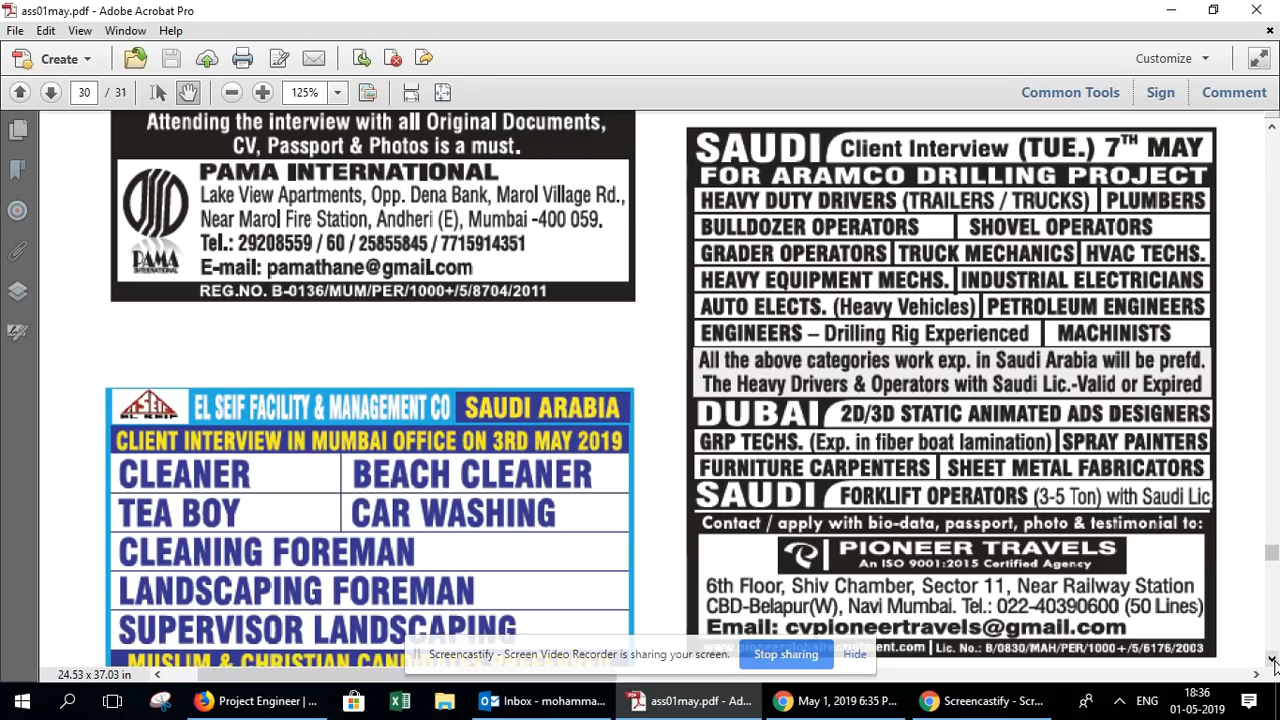 ass01may.pdf - Adobe Acrobat Pro
File Edit View Window Help
Create
Customize
30 / 31
125%
Common Tools Sign Comment
Attending the interview with all Original Documents,
CV, Passport & Photos is a must.
PAMA INTERNATIONAL
Lake View Apartments, Opp. Dena Bank, Marol Village Rd.,
Near Marol Fire Station, Andheri (E), Mumbai -400 059.
Tel.: 29208559 / 60 / 25855845 / 7715914351
E-mail: pamathane@gmail.com
PAMA
INTERNATIONAL
REG.NO. B-0136/MUM/PER/1000+/5/8704/2011
EL SEIF
EL SEIF FACILITY & MANAGEMENT CO SAUDI ARABIA
CLIENT INTERVIEW IN MUMBAI OFFICE ON 3RD MAY 2019
CLEANER BEACH CLEANER
TEA BOY CAR WASHING
CLEANING FOREMAN
LANDSCAPING FOREMAN
SUPERVISOR LANDSCAPING
MUSLIM & CHRISTIAN
SAUDI Client Interview (TUE.) 7TH MAY
FOR ARAMCO DRILLING PROJECT
HEAVY DUTY DRIVERS (TRAILERS / TRUCKS) PLUMBERS
BULLDOZER OPERATORS SHOVEL OPERATORS
GRADER OPERATORS TRUCK MECHANICS HVAC TECHS.
HEAVY EQUIPMENT MECHS. INDUSTRIAL ELECTRICIANS
AUTO ELECTS. (Heavy Vehicles) PETROLEUM ENGINEERS
ENGINEERS – Drilling Rig Experienced MACHINISTS
All the above categories work exp. in Saudi Arabia will be prefd.
The Heavy Drivers & Operators with Saudi Lic.-Valid or Expired
DUBAI 2D/3D STATIC ANIMATED ADS DESIGNERS
GRP TECHS. (Exp. in fiber boat lamination) SPRAY PAINTERS
FURNITURE CARPENTERS SHEET METAL FABRICATORS
SAUDI FORKLIFT OPERATORS (3-5 Ton) with Saudi Lic
Contact / apply with bio-data, passport, photo & testimonial to:
PIONEER TRAVELS
An ISO 9001:2015 Certified Agency
6th Floor, Shiv Chamber, Sector 11, Near Railway Station
CBD-Belapur(W), Navi Mumbai. Tel.: 022-40390600 (50 Lines)
Email: cvpioneertravels@gmail.com
Lic. No.: B/0830/MAH/PER/1000+/5/6176/2003
Screencastify - Screen Video Recorder is sharing your screen. Stop sharing Hide
24.53 x 37.03 in
Project Engineer |... Inbox - mohamma... ass01may.pdf - Ad... May 1, 2019 6:35 P... Screencastify - Scr... ENG 18:36
01-05-2019